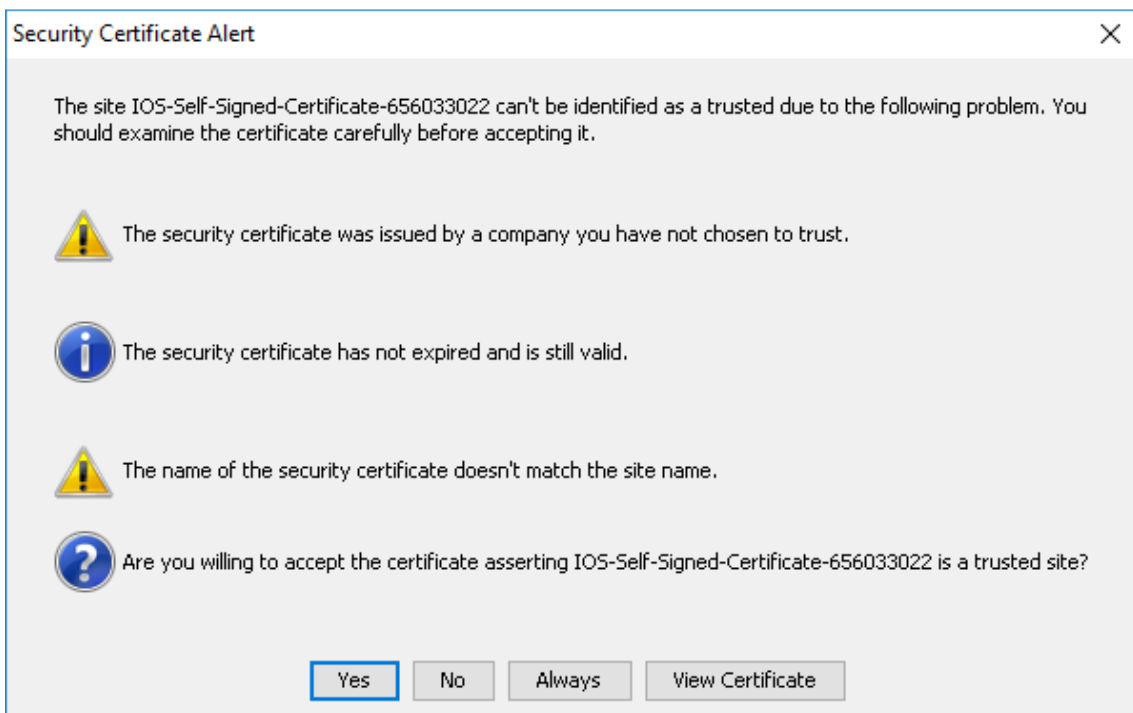 Security Certificate Alert
The site IOS-Self-Signed-Certificate-656033022 can't be identified as a trusted due to the following problem. You
should examine the certificate carefully before accepting it.
The security certificate was issued by a company you have not chosen to trust.
The security certificate has not expired and is still valid.
The name of the security certificate doesn't match the site name.
Are you willing to accept the certificate asserting IOS-Self-Signed-Certificate-656033022 is a trusted site?
Yes No Always View Certificate